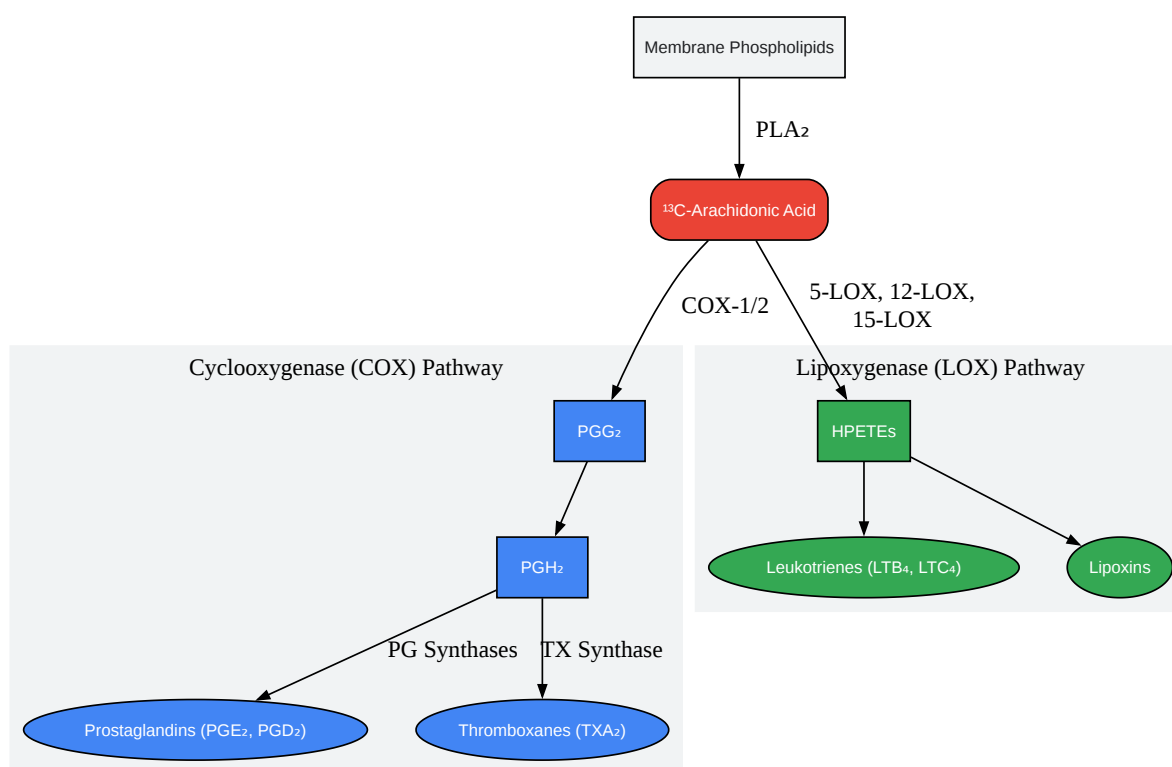 Membrane Phospholipids
PLA₂
¹³C-Arachidonic Acid
COX-1/2
5-LOX, 12-LOX,
15-LOX
Cyclooxygenase (COX) Pathway
Lipoxygenase (LOX) Pathway
PGG₂
HPETEs
PGH₂
Leukotrienes (LTB₄, LTC₄)
Lipoxins
PG Synthases
TX Synthase
Prostaglandins (PGE₂, PGD₂)
Thromboxanes (TXA₂)